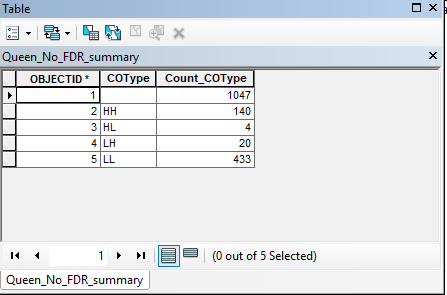 Table
Queen_No_FDR_summary
OBJECTID * COType Count_COType
1 1047
2 HH 140
3 HL 4
4 LH 20
5 LL 433
1 (0 out of 5 Selected)
Queen_No_FDR_summary